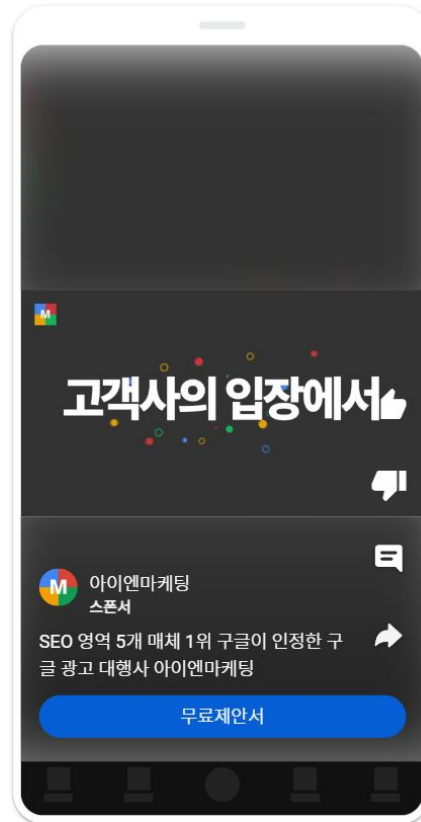 M
고객사의 입장에서
M
아이엔마케팅
스폰서
SEO 영역 5개 매체 1위 구글이 인정한 구
글 광고 대행사 아이엔마케팅
무료제안서